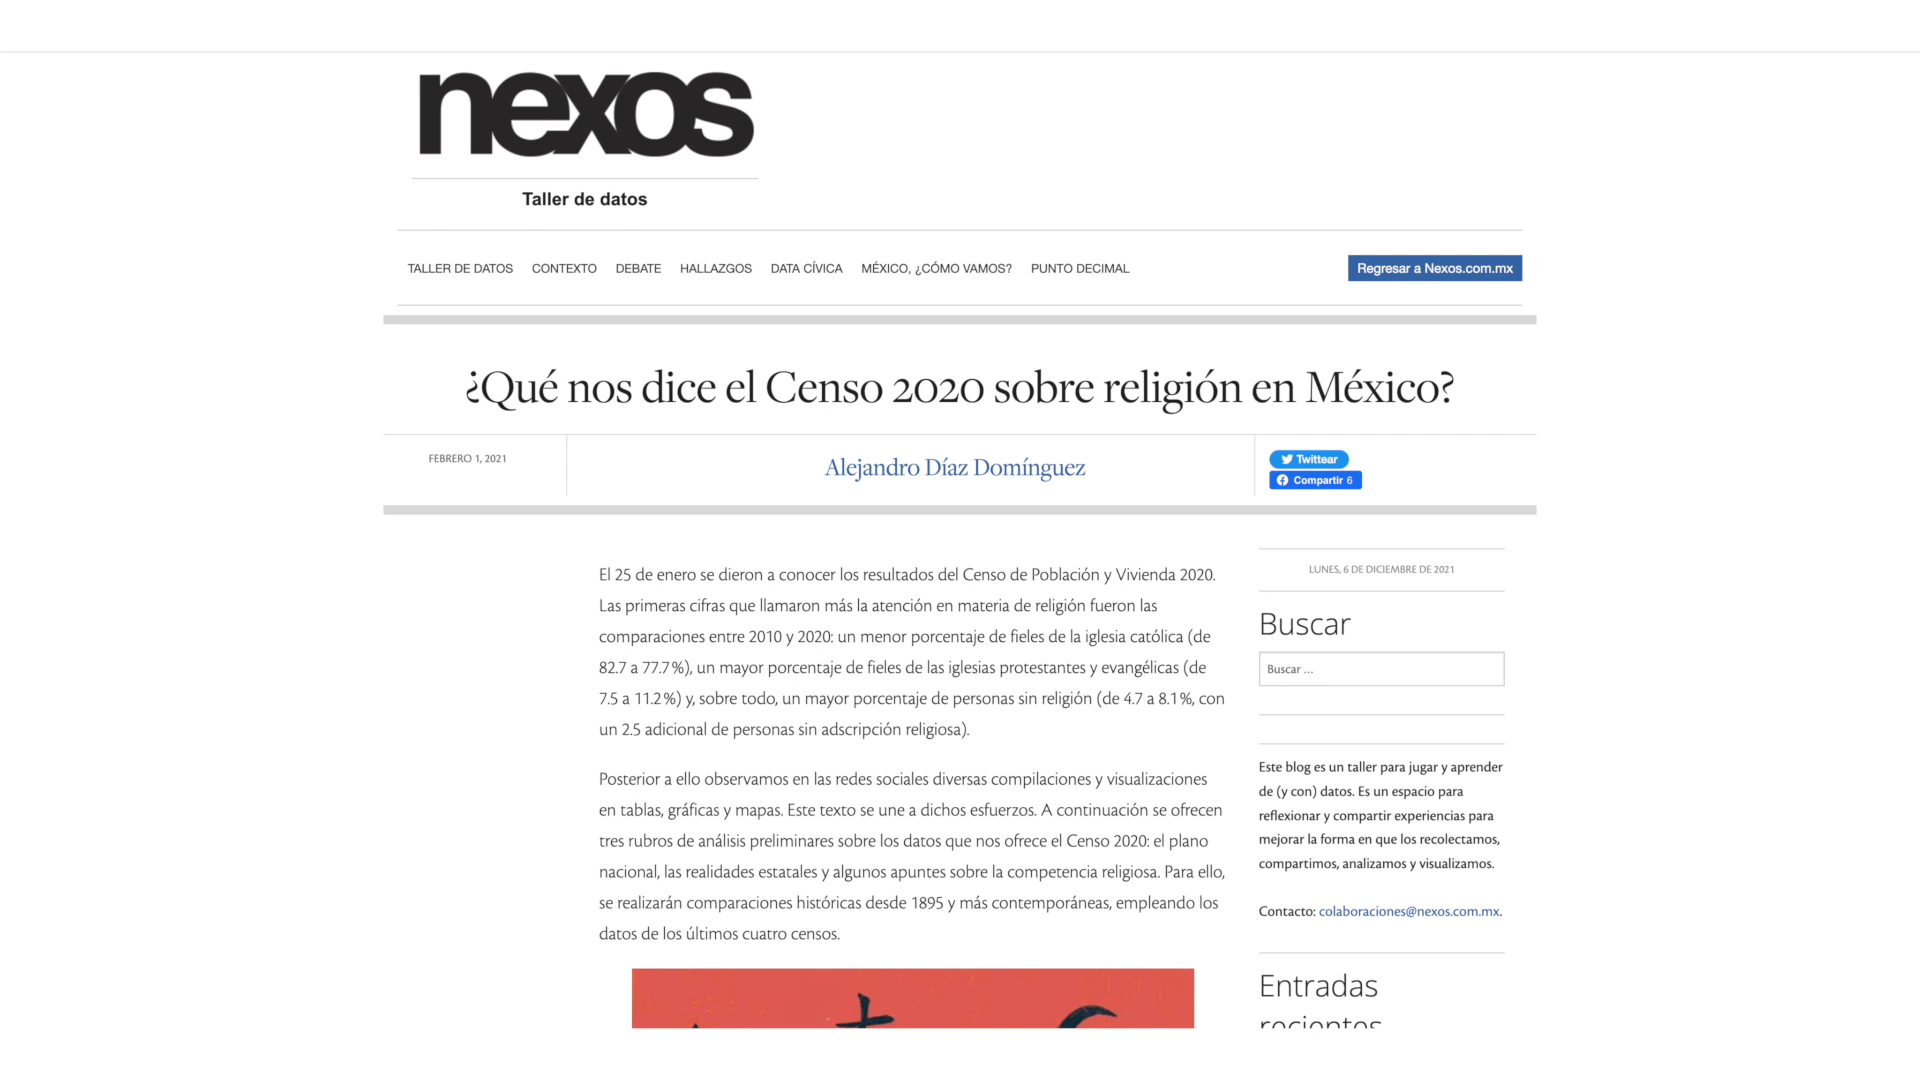 nexos
Taller de datos
TALLER DE DATOS CONTEXTO DEBATE HALLAZGOS DATA CÍVICA MÉXICO, ¿CÓMO VAMOS? PUNTO DECIMAL
Regresar a Nexos.com.mx
¿Qué nos dice el Censo 2020 sobre religión en México?
FEBRERO 1, 2021
Alejandro Díaz Domínguez
Twittear
Compartir 6
El 25 de enero se dieron a conocer los resultados del Censo de Población y Vivienda 2020.
Las primeras cifras que llamaron más la atención en materia de religión fueron las
comparaciones entre 2010 y 2020: un menor porcentaje de fieles de la iglesia católica (de
82.7 a 77.7%), un mayor porcentaje de fieles de las iglesias protestantes y evangélicas (de
7.5 a 11.2%) y, sobre todo, un mayor porcentaje de personas sin religión (de 4.7 a 8.1%, con
un 2.5 adicional de personas sin adscripción religiosa).
Posterior a ello observamos en las redes sociales diversas compilaciones y visualizaciones
en tablas, gráficas y mapas. Este texto se une a dichos esfuerzos. A continuación se ofrecen
tres rubros de análisis preliminares sobre los datos que nos ofrece el Censo 2020: el plano
nacional, las realidades estatales y algunos apuntes sobre la competencia religiosa. Para ello,
se realizarán comparaciones históricas desde 1895 y más contemporáneas, empleando los
datos de los últimos cuatro censos.
LUNES, 6 DE DICIEMBRE DE 2021
Buscar
Buscar ...
Este blog es un taller para jugar y aprender
de (y con) datos. Es un espacio para
reflexionar y compartir experiencias para
mejorar la forma en que los recolectamos,
compartimos, analizamos y visualizamos.
Contacto: colaboraciones@nexos.com.mx.
Entradas
recientes